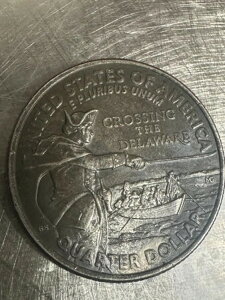 UNITED STATES OF AMERICA
E PLURIBUS UNUM
CROSSING
THE
DELAWARE
QUARTER DOLLAR